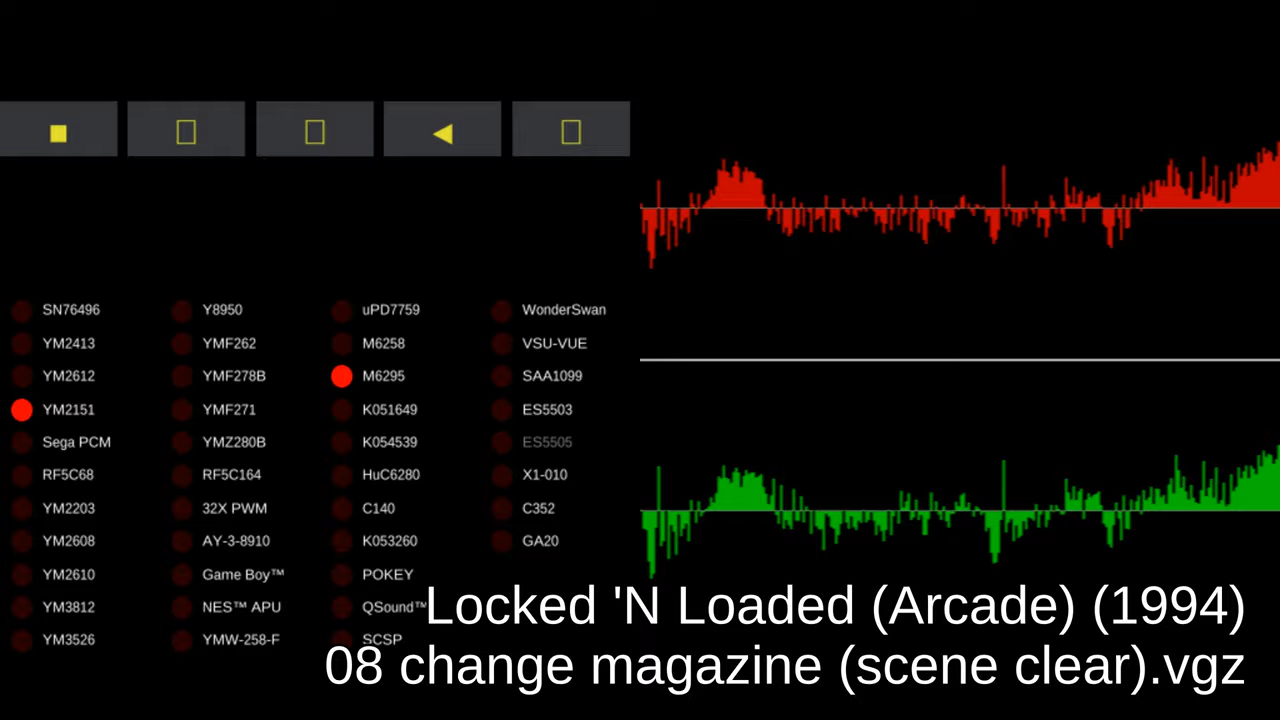 SN76496 Y8950 uPD7759 WonderSwan
YM2413 YMF262 M6258 VSU-VUE
YM2612 YMF278B M6295 SAA1099
YM2151 YMF271 K051649 ES5503
Sega PCM YMZ280B K054539 ES5505
RF5C68 RF5C164 HuC6280 X1-010
YM2203 32X PWM C140 C352
YM2608 AY-3-8910 K053260 GA20
YM2610 Game Boy™ POKEY
YM3812 NES™ APU QSound™
YM3526 YMW-258-F SCSP
Locked 'N Loaded (Arcade) (1994)
08 change magazine (scene clear).vgz